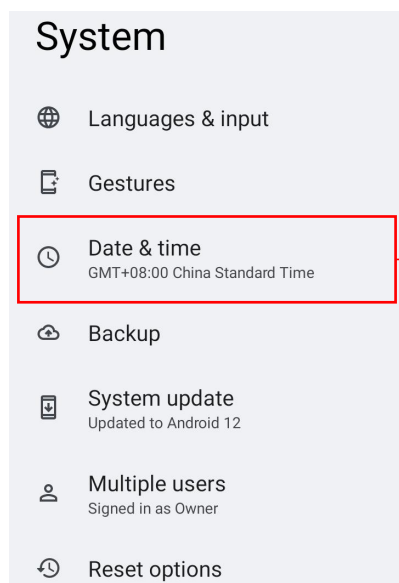 System
Languages & input
Gestures
Date & time
GMT+08:00 China Standard Time
Backup
System update
Updated to Android 12
Multiple users
Signed in as Owner
Reset options